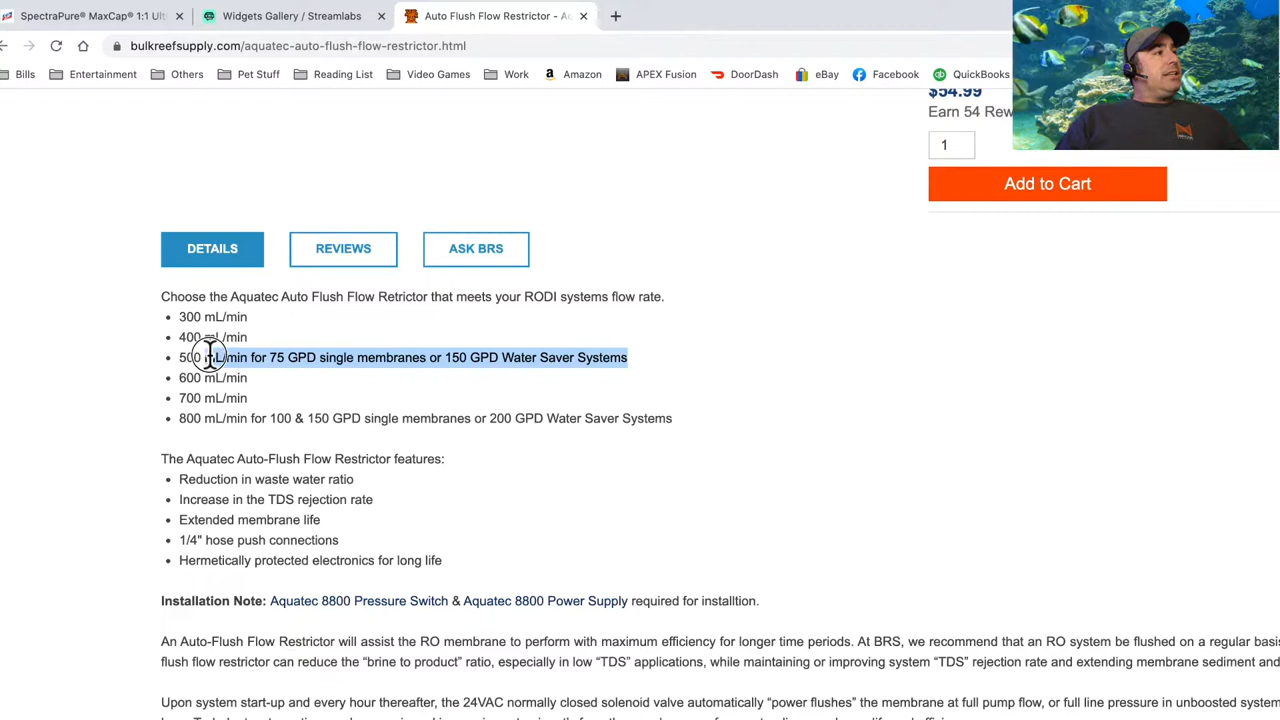 SpectraPure® MaxCap® 1:1 Ulti
Widgets Gallery / Streamlabs
Auto Flush Flow Restrictor - Aq
bulkreefsupply.com/aquatec-auto-flush-flow-restrictor.html
Bills
Entertainment
Others
Pet Stuff
Reading List
Video Games
Work
Amazon
APEX Fusion
DoorDash
eBay
Facebook
QuickBooks
$54.99
Earn 54 Rew
1
Add to Cart
DETAILS
REVIEWS
ASK BRS
Choose the Aquatec Auto Flush Flow Retrictor that meets your RODI systems flow rate.
• 300 mL/min
• 400 mL/min
• 500 mL/min for 75 GPD single membranes or 150 GPD Water Saver Systems
• 600 mL/min
• 700 mL/min
• 800 mL/min for 100 & 150 GPD single membranes or 200 GPD Water Saver Systems
The Aquatec Auto-Flush Flow Restrictor features:
• Reduction in waste water ratio
• Increase in the TDS rejection rate
• Extended membrane life
• 1/4" hose push connections
• Hermetically protected electronics for long life
Installation Note: Aquatec 8800 Pressure Switch & Aquatec 8800 Power Supply required for installtion.
An Auto-Flush Flow Restrictor will assist the RO membrane to perform with maximum efficiency for longer time periods. At BRS, we recommend that an RO system be flushed on a regular basis
flush flow restrictor can reduce the “brine to product” ratio, especially in low “TDS” applications, while maintaining or improving system “TDS” rejection rate and extending membrane sediment and
Upon system start-up and every hour thereafter, the 24VAC normally closed solenoid valve automatically “power flushes” the membrane at full pump flow, or full line pressure in unboosted system